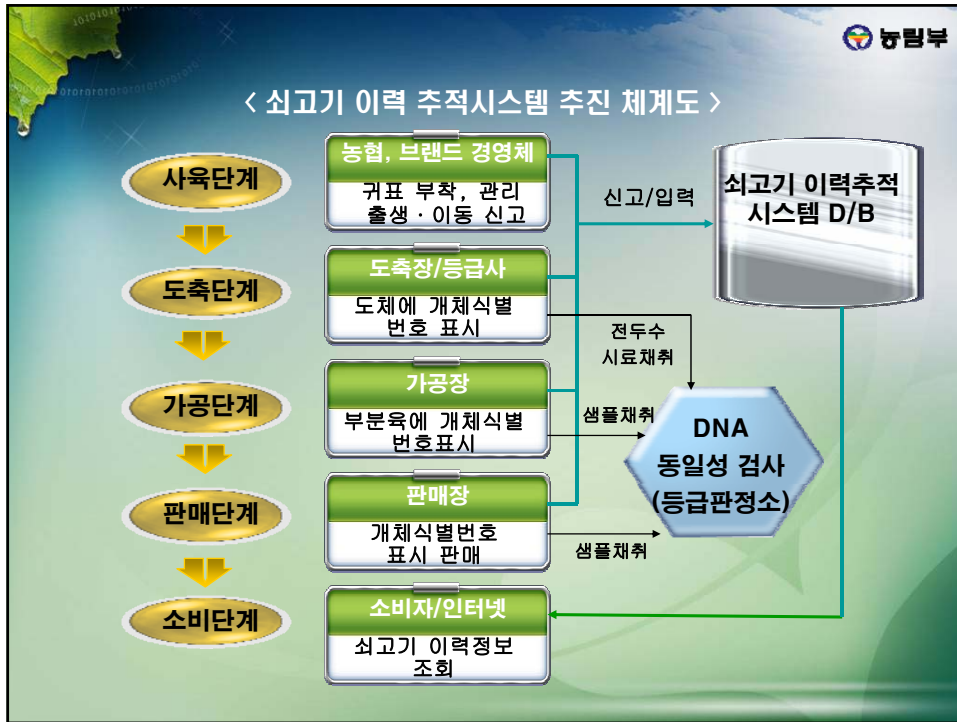 농림부
< 쇠고기 이력 추적시스템 추진 체계도 >
사육단계
농협, 브랜드 경영체
귀표 부착, 관리
출생 · 이동 신고
신고/입력
쇠고기 이력추적
시스템 D/B
도축단계
도축장/등급사
도체에 개체식별
번호 표시
전두수
시료채취
가공단계
가공장
부분육에 개체식별
번호표시
샘플채취
DNA
동일성 검사
(등급판정소)
판매단계
판매장
개체식별번호
표시 판매
샘플채취
소비단계
소비자/인터넷
쇠고기 이력정보
조회